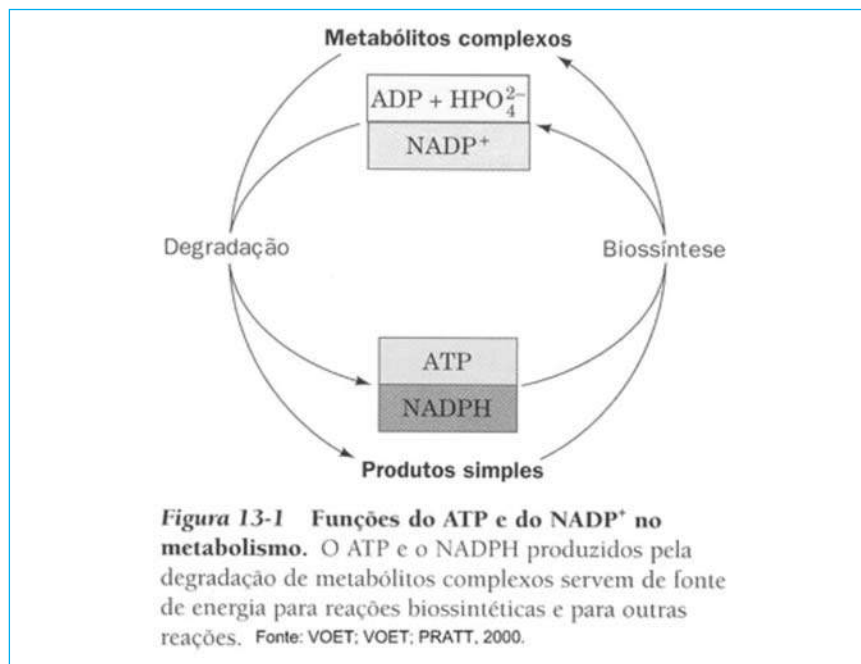 Metabólitos complexos
ADP + HPO₄²⁻
NADP⁺
Degradação
Biossíntese
ATP
NADPH
Produtos simples
Figura 13-1 Funções do ATP e do NADP⁺ no
metabolismo. O ATP e o NADPH produzidos pela
degradação de metabólitos complexos servem de fonte
de energia para reações biossintéticas e para outras
reações. Fonte: VOET; VOET; PRATT, 2000.